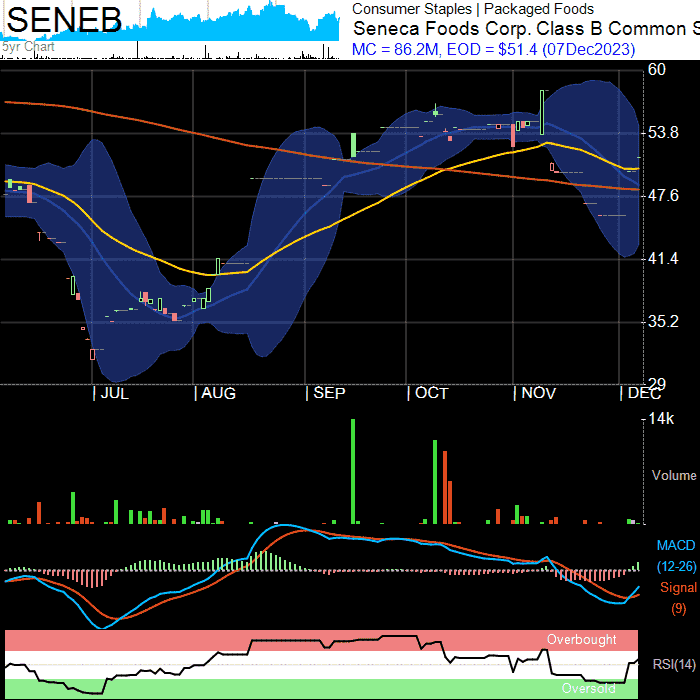 SENEB
5yr Chart
Consumer Staples | Packaged Foods
Seneca Foods Corp. Class B Common S
MC = 86.2M, EOD = $51.4 (07Dec2023)
60
53.8
47.6
41.4
35.2
29
JUL AUG SEP OCT NOV DEC
14k
Volume
MACD
(12-26)
Signal
(9)
Overbought
RSI(14)
Oversold